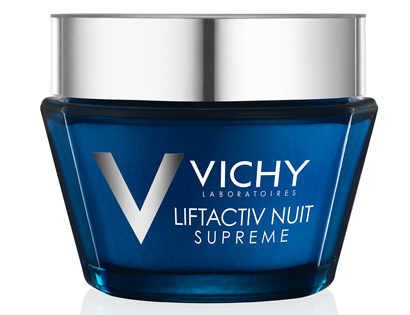 V
VICHY
LABORATOIRES
LIFTACTIV NUIT
SUPREME